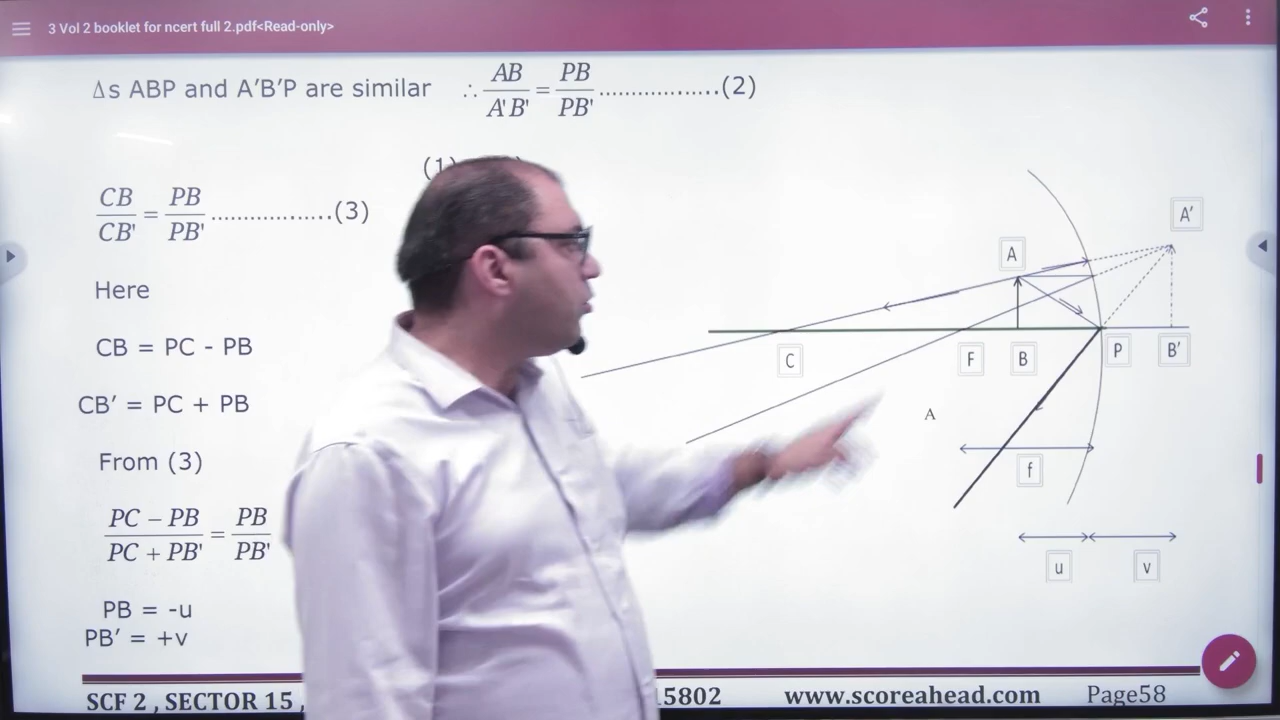 3 Vol 2 booklet for ncert full 2.pdf<Read-only>
Δs ABP and A'B'P are similar ∴ AB/A'B' = PB/PB' ..................(2)
(1)
CB/CB' = PB/PB' ..................(3)
Here
CB = PC - PB
CB' = PC + PB
From (3)
PC – PB/PC + PB' = PB/PB'
PB = -u
PB' = +v
A'
A
C
F
B
P
B'
A
f
u
v
SCF 2 , SECTOR 15 , 5802 www.scoreahead.com Page58